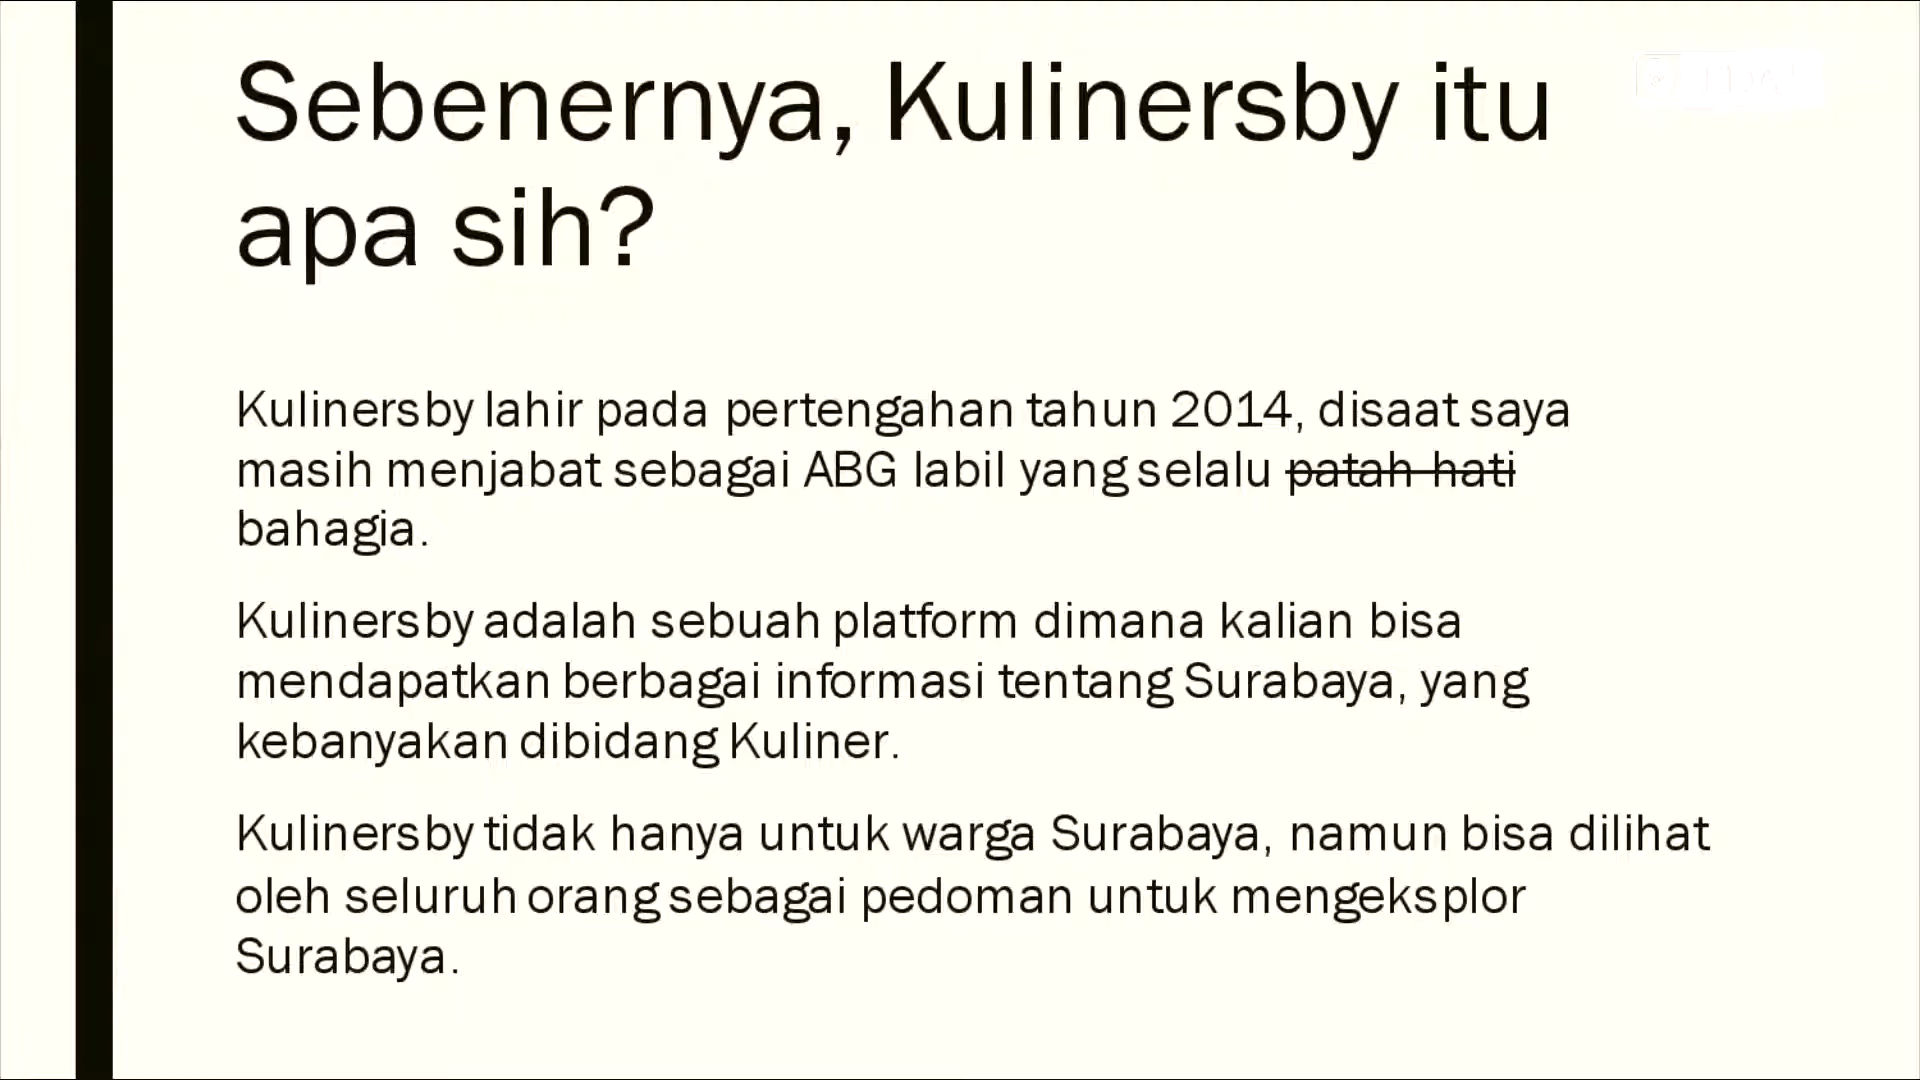 Sebenernya, Kulinersby itu
apa sih?
Kulinersby lahir pada pertengahan tahun 2014, disaat saya
masih menjabat sebagai ABG labil yang selalu patah hati
bahagia.
Kulinersby adalah sebuah platform dimana kalian bisa
mendapatkan berbagai informasi tentang Surabaya, yang
kebanyakan dibidang Kuliner.
Kulinersby tidak hanya untuk warga Surabaya, namun bisa dilihat
oleh seluruh orang sebagai pedoman untuk mengeksplor
Surabaya.